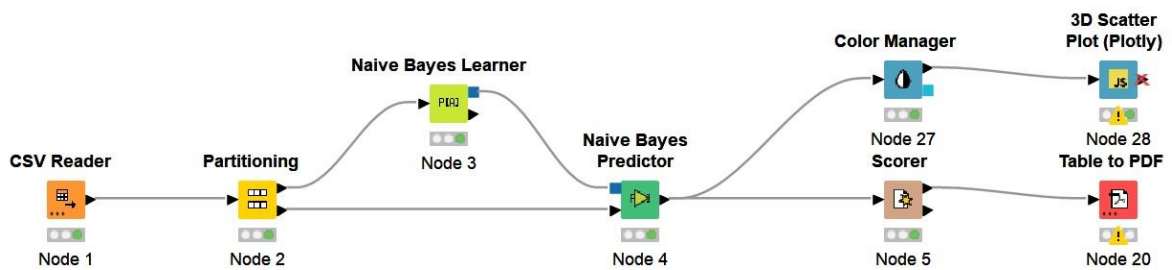 Color Manager
3D Scatter
Plot (Plotly)
Naive Bayes Learner
P[A]
JS
Node 27
Node 28
CSV Reader
Partitioning
Node 3
Naive Bayes
Predictor
Scorer
Table to PDF
Node 1
Node 2
Node 4
Node 5
Node 20